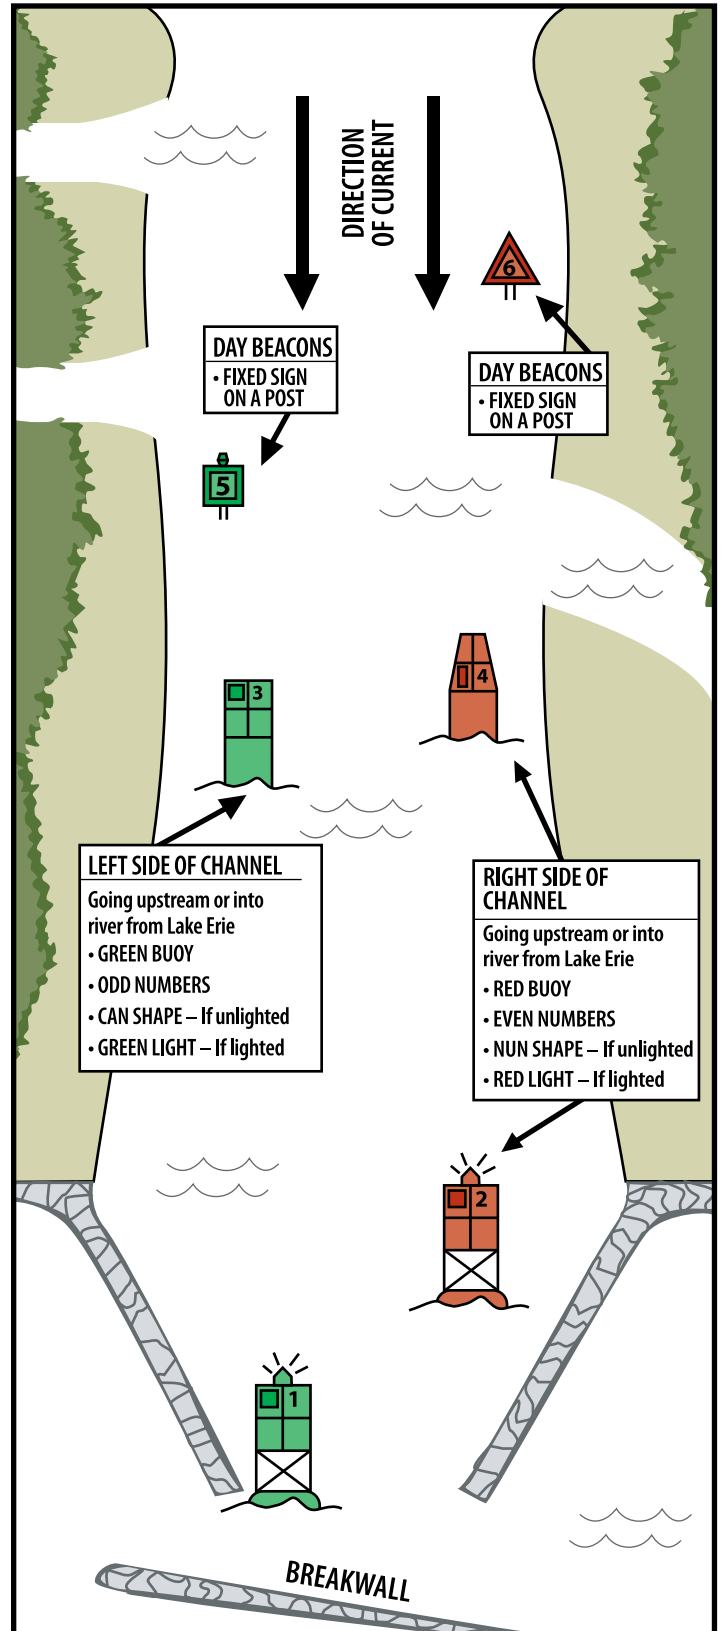 DIRECTION
OF CURRENT
6
DAY BEACONS
• FIXED SIGN
ON A POST
DAY BEACONS
• FIXED SIGN
ON A POST
5
4
3
LEFT SIDE OF CHANNEL
Going upstream or into
river from Lake Erie
• GREEN BUOY
• ODD NUMBERS
• CAN SHAPE – If unlighted
• GREEN LIGHT – If lighted
RIGHT SIDE OF
CHANNEL
Going upstream or into
river from Lake Erie
• RED BUOY
• EVEN NUMBERS
• NUN SHAPE – If unlighted
• RED LIGHT – If lighted
2
1
BREAKWALL